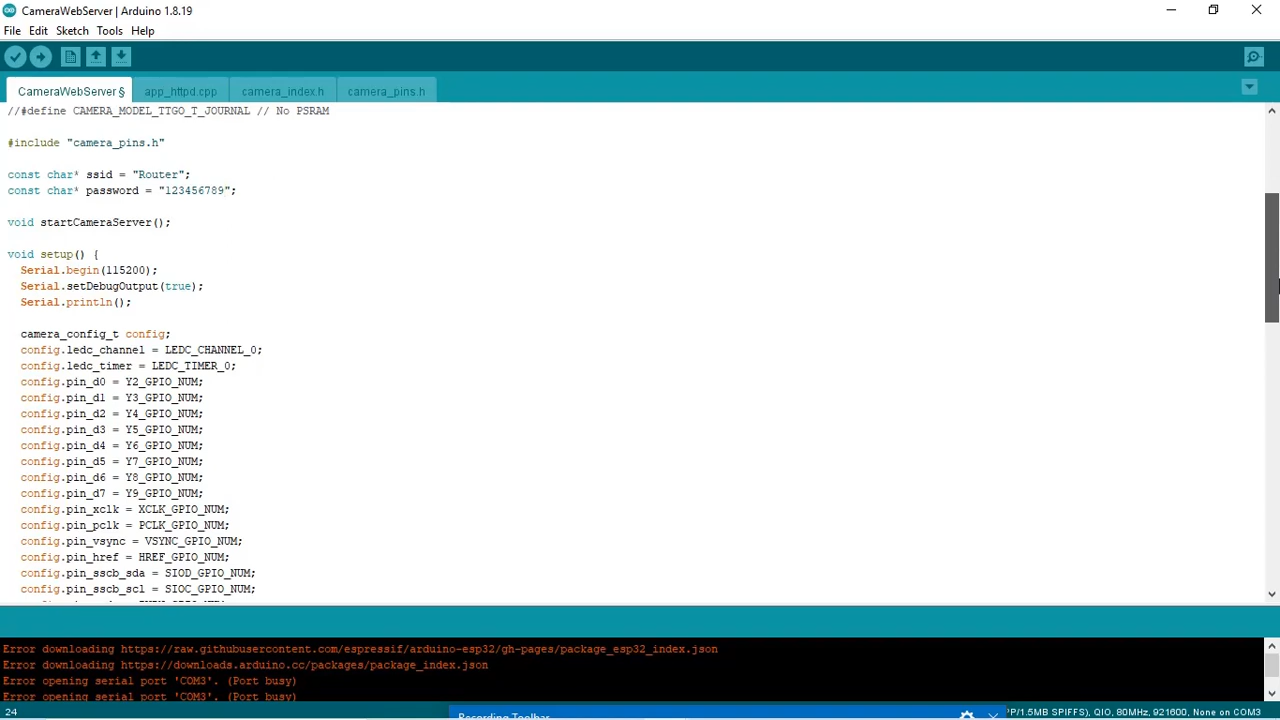 CameraWebServer | Arduino 1.8.19
File Edit Sketch Tools Help
CameraWebServer § app_httpd.cpp camera_index.h camera_pins.h
//#define CAMERA_MODEL_TTGO_T_JOURNAL // No PSRAM
#include "camera_pins.h"
const char* ssid = "Router";
const char* password = "123456789";
void startCameraServer();
void setup() {
Serial.begin(115200);
Serial.setDebugOutput(true);
Serial.println();
camera_config_t config;
config.ledc_channel = LEDC_CHANNEL_0;
config.ledc_timer = LEDC_TIMER_0;
config.pin_d0 = Y2_GPIO_NUM;
config.pin_d1 = Y3_GPIO_NUM;
config.pin_d2 = Y4_GPIO_NUM;
config.pin_d3 = Y5_GPIO_NUM;
config.pin_d4 = Y6_GPIO_NUM;
config.pin_d5 = Y7_GPIO_NUM;
config.pin_d6 = Y8_GPIO_NUM;
config.pin_d7 = Y9_GPIO_NUM;
config.pin_xclk = XCLK_GPIO_NUM;
config.pin_pclk = PCLK_GPIO_NUM;
config.pin_vsync = VSYNC_GPIO_NUM;
config.pin_href = HREF_GPIO_NUM;
config.pin_sscb_sda = SIOD_GPIO_NUM;
config.pin_sscb_scl = SIOC_GPIO_NUM;
Error downloading https://raw.githubusercontent.com/espressif/arduino-esp32/gh-pages/package_esp32_index.json
Error downloading https://downloads.arduino.cc/packages/package_index.json
Error opening serial port 'COM3'. (Port busy)
Error opening serial port 'COM3'. (Port busy)
24 Recording Toolbar /1.5MB SPIFFS), QIO, 80MHz, 921600, None on COM3